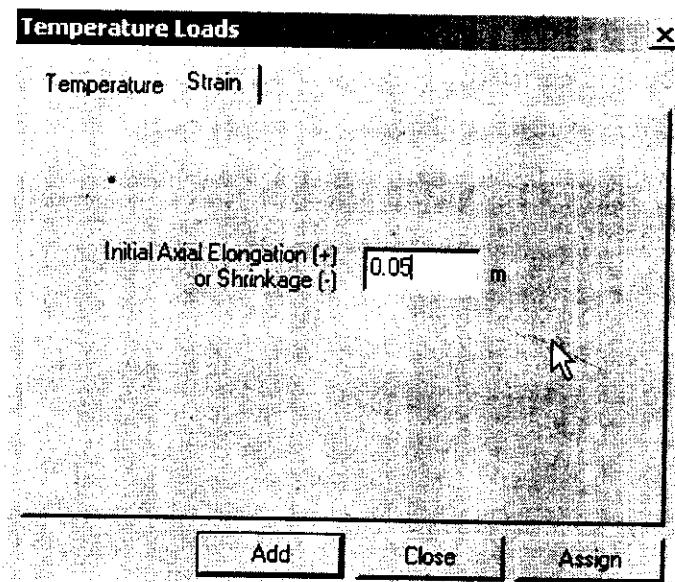 Temperature Loads
Temperature Strain
Initial Axial Elongation (+)
or Shrinkage (-)
0.05 m
Add Close Assign